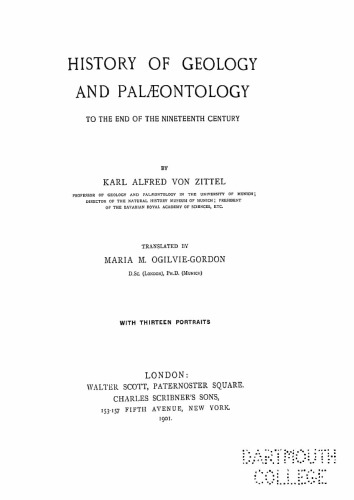 HISTORY OF GEOLOGY
AND PALÆONTOLOGY
TO THE END OF THE NINETEENTH CENTURY
BY
KARL ALFRED VON ZITTEL
PROFESSOR OF GEOLOGY AND PALÆONTOLOGY IN THE UNIVERSITY OF MUNICH;
DIRECTOR OF THE NATURAL HISTORY MUSEUM OF MUNICH; PRESIDENT
OF THE BAVARIAN ROYAL ACADEMY OF SCIENCES, ETC.
TRANSLATED BY
MARIA M. OGILVIE-GORDON
D.Sc. (London), Ph.D. (Munich)
WITH THIRTEEN PORTRAITS
LONDON:
WALTER SCOTT, PATERNOSTER SQUARE.
CHARLES SCRIBNER'S SONS,
153-157 FIFTH AVENUE, NEW YORK.
1901.
DARTMOUTH
COLLEGE